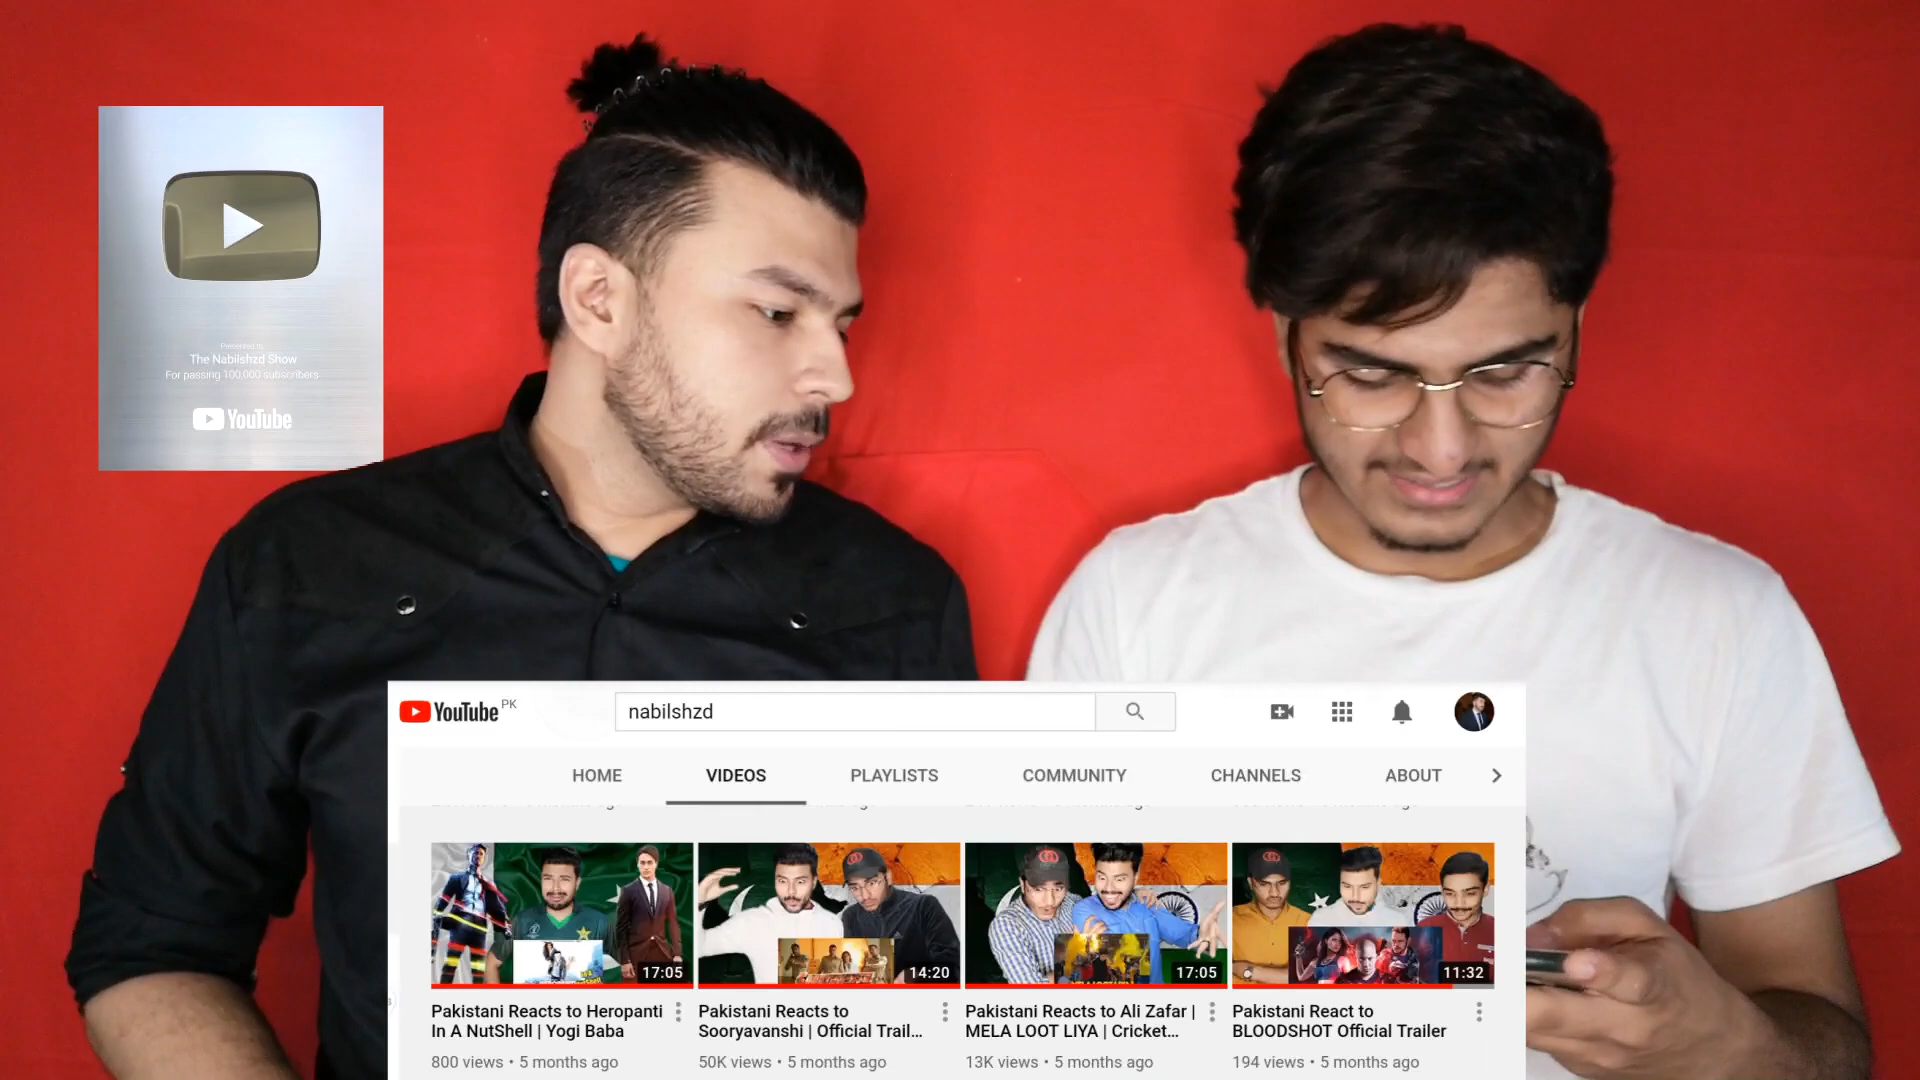 Presented to
The Nabilshzd Show
For passing 100,000 subscribers
YouTube
YouTube PK
nabilshzd
HOME VIDEOS PLAYLISTS COMMUNITY CHANNELS ABOUT
17:05 14:20 17:05 11:32
Pakistani Reacts to Heropanti
In A NutShell | Yogi Baba
800 views • 5 months ago
Pakistani Reacts to
Sooryavanshi | Official Trail...
50K views • 5 months ago
Pakistani Reacts to Ali Zafar |
MELA LOOT LIYA | Cricket...
13K views • 5 months ago
Pakistani React to
BLOODSHOT Official Trailer
194 views • 5 months ago